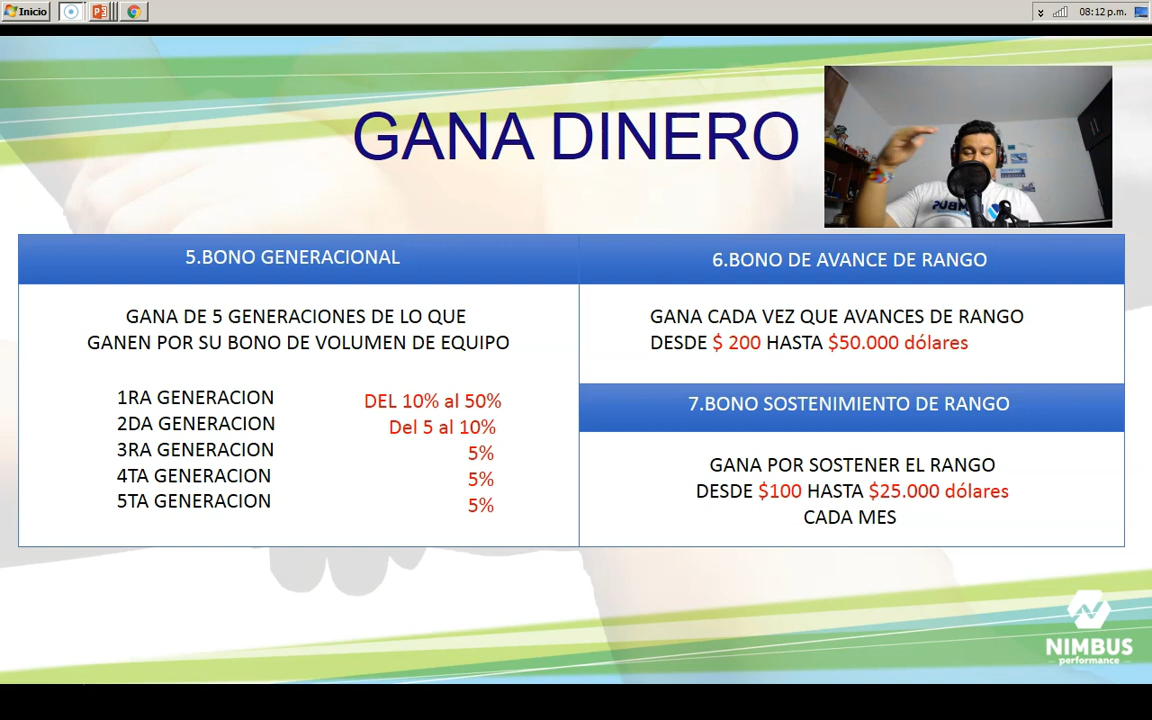 Inicio
08:12 p.m.
GANA DINERO
5.BONO GENERACIONAL
GANA DE 5 GENERACIONES DE LO QUE
GANEN POR SU BONO DE VOLUMEN DE EQUIPO
1RA GENERACION DEL 10% al 50%
2DA GENERACION Del 5 al 10%
3RA GENERACION 5%
4TA GENERACION 5%
5TA GENERACION 5%
6.BONO DE AVANCE DE RANGO
GANA CADA VEZ QUE AVANCES DE RANGO
DESDE $ 200 HASTA $50.000 dólares
7.BONO SOSTENIMIENTO DE RANGO
GANA POR SOSTENER EL RANGO
DESDE $100 HASTA $25.000 dólares
CADA MES
NIMBUS
performance